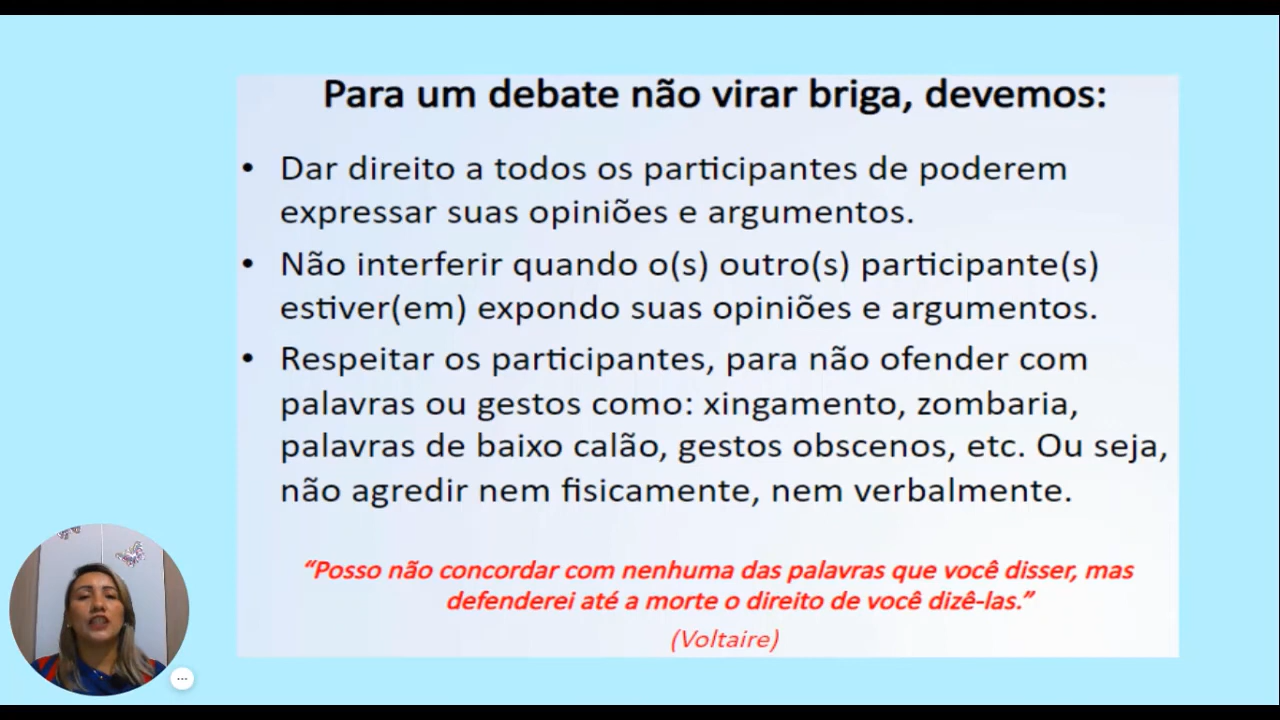 Para um debate não virar briga, devemos:
• Dar direito a todos os participantes de poderem
expressar suas opiniões e argumentos.
• Não interferir quando o(s) outro(s) participante(s)
estiver(em) expondo suas opiniões e argumentos.
• Respeitar os participantes, para não ofender com
palavras ou gestos como: xingamento, zombaria,
palavras de baixo calão, gestos obscenos, etc. Ou seja,
não agredir nem fisicamente, nem verbalmente.
“Posso não concordar com nenhuma das palavras que você disser, mas
defenderei até a morte o direito de você dizê-las.”
(Voltaire)